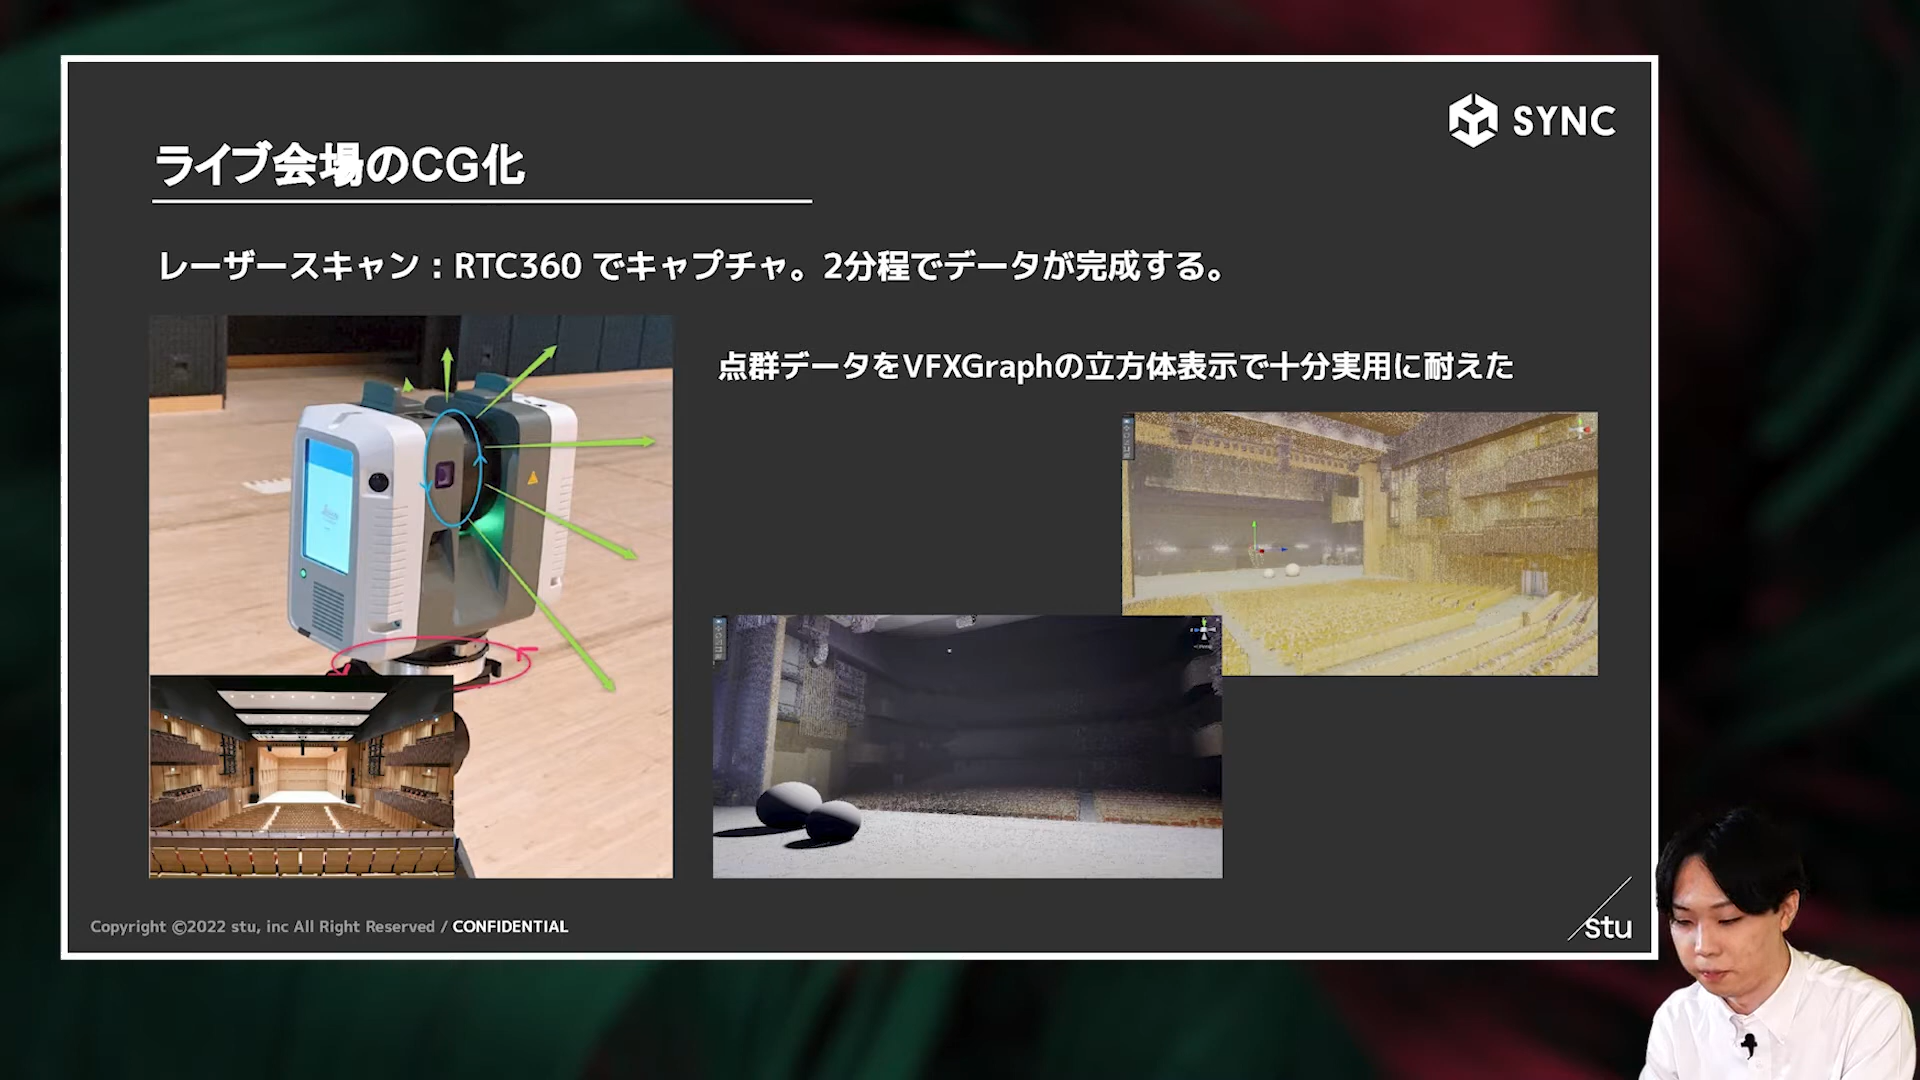 SYNC
ライブ会場のCG化
レーザースキャン：RTC360 でキャプチャ。2分程でデータが完成する。
点群データをVFXGraphの立方体表示で十分実用に耐えた
Copyright ©2022 stu, inc All Right Reserved / CONFIDENTIAL
stu